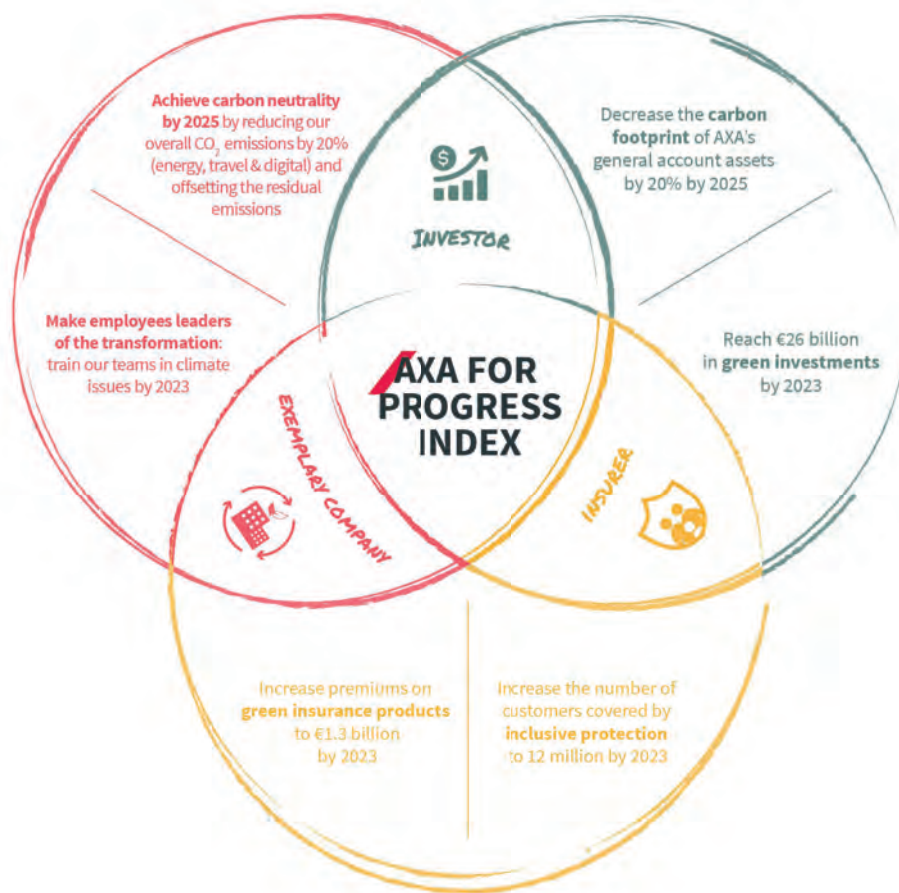 Achieve carbon neutrality
by 2025 by reducing our
overall CO₂ emissions by 20%
(energy, travel & digital) and
offsetting the residual
emissions
Decrease the carbon
footprint of AXA's
general account assets
by 20% by 2025
$
INVESTOR
Make employees leaders
of the transformation:
train our teams in climate
issues by 2023
Reach €26 billion
in green investments
by 2023
AXA FOR
PROGRESS
INDEX
EXEMPLARY COMPANY
INSURER
Increase premiums on
green insurance products
to €1.3 billion
by 2023
Increase the number of
customers covered by
inclusive protection
to 12 million by 2023